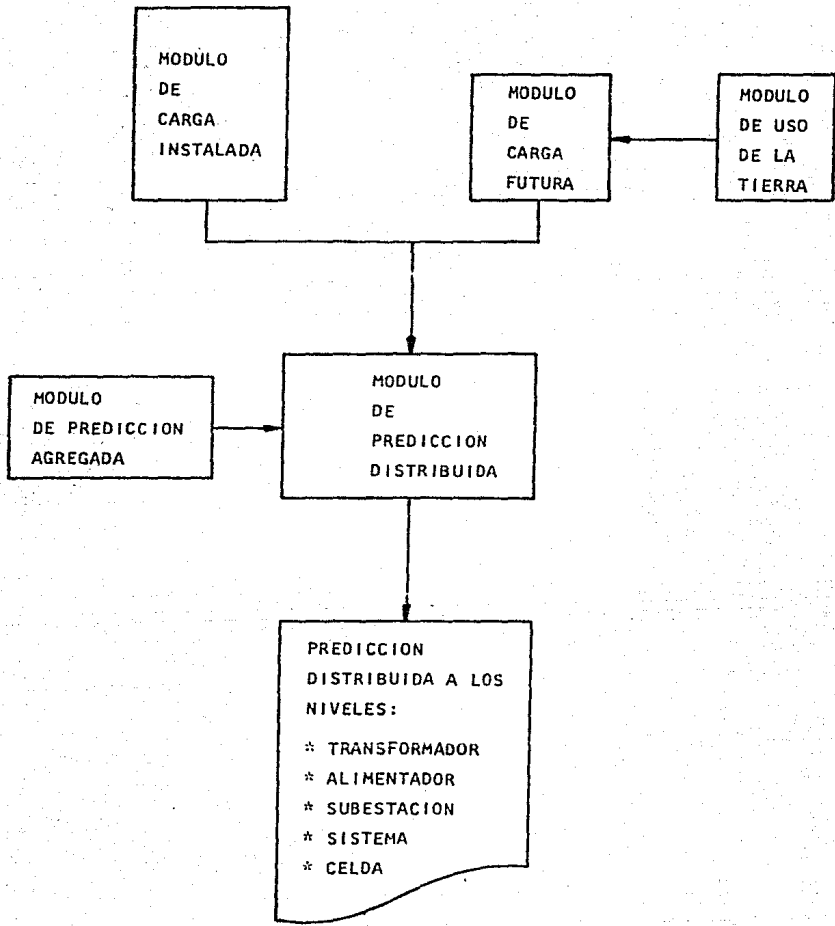 MODULO
DE
CARGA
INSTALADA
MODULO
DE
CARGA
FUTURA
MODULO
DE USO
DE LA
TIERRA
MODULO
DE PREDICCION
AGREGADA
MODULO
DE
PREDICCION
DISTRIBUIDA
PREDICCION
DISTRIBUIDA A LOS
NIVELES:
* TRANSFORMADOR
* ALIMENTADOR
* SUBESTACION
* SISTEMA
* CELDA